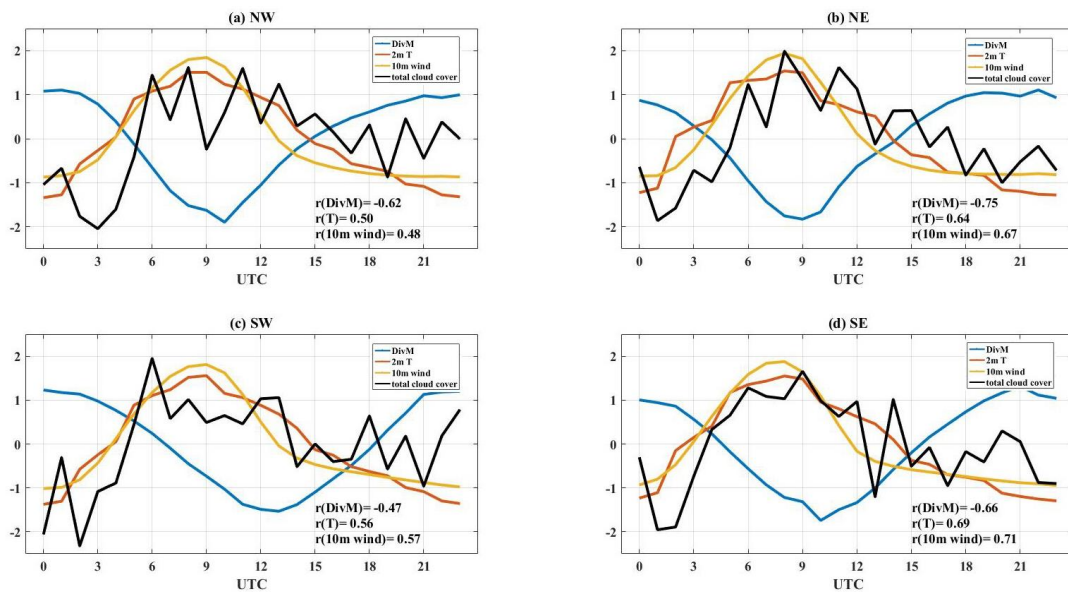 (a) NW
2
1
0
-1
-2
DivM
2m T
10m wind
total cloud cover
r(DivM)= -0.62
r(T)= 0.50
r(10m wind)= 0.48
0 3 6 9 12 15 18 21
UTC
(b) NE
2
1
0
-1
-2
DivM
2m T
10m wind
total cloud cover
r(DivM)= -0.75
r(T)= 0.64
r(10m wind)= 0.67
0 3 6 9 12 15 18 21
UTC
(c) SW
2
1
0
-1
-2
DivM
2m T
10m wind
total cloud cover
r(DivM)= -0.47
r(T)= 0.56
r(10m wind)= 0.57
0 3 6 9 12 15 18 21
UTC
(d) SE
2
1
0
-1
-2
DivM
2m T
10m wind
total cloud cover
r(DivM)= -0.66
r(T)= 0.69
r(10m wind)= 0.71
0 3 6 9 12 15 18 21
UTC